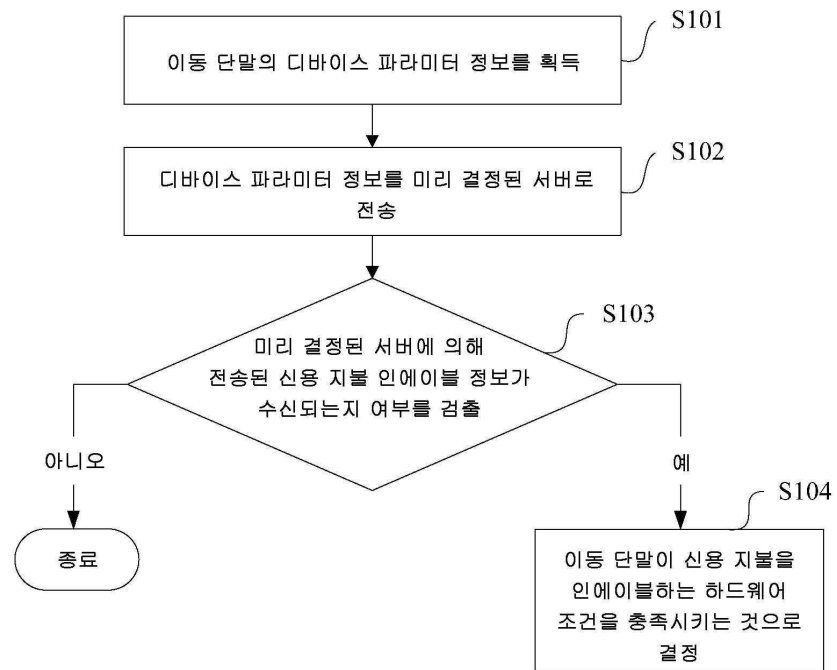 S101
이동 단말의 디바이스 파라미터 정보를 획득
S102
디바이스 파라미터 정보를 미리 결정된 서버로
전송
S103
미리 결정된 서버에 의해
전송된 신용 지불 인에이블 정보가
수신되는지 여부를 검출
아니오
예
종료
S104
이동 단말이 신용 지불을
인에이블하는 하드웨어
조건을 충족시키는 것으로
결정